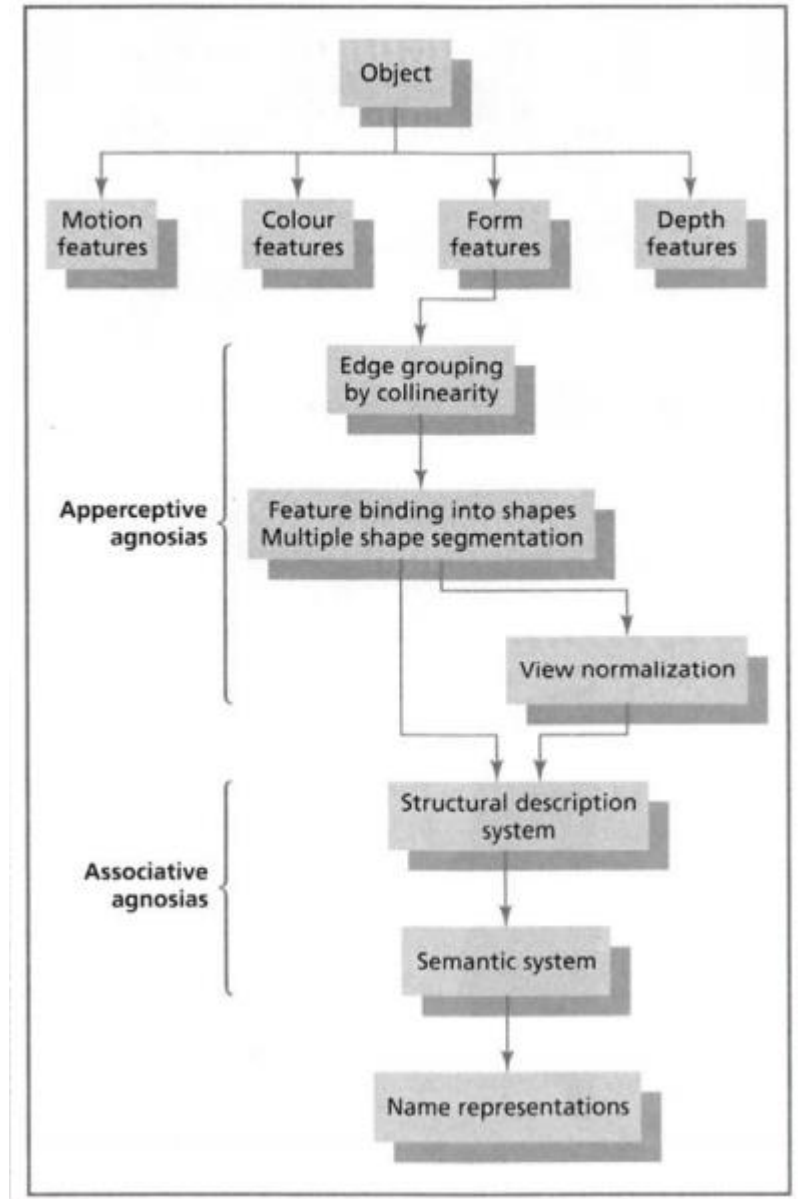 Object
Motion
features
Colour
features
Form
features
Depth
features
Edge grouping
by collinearity
Apperceptive
agnosias
Feature binding into shapes
Multiple shape segmentation
View normalization
Structural description
system
Associative
agnosias
Semantic system
Name representations